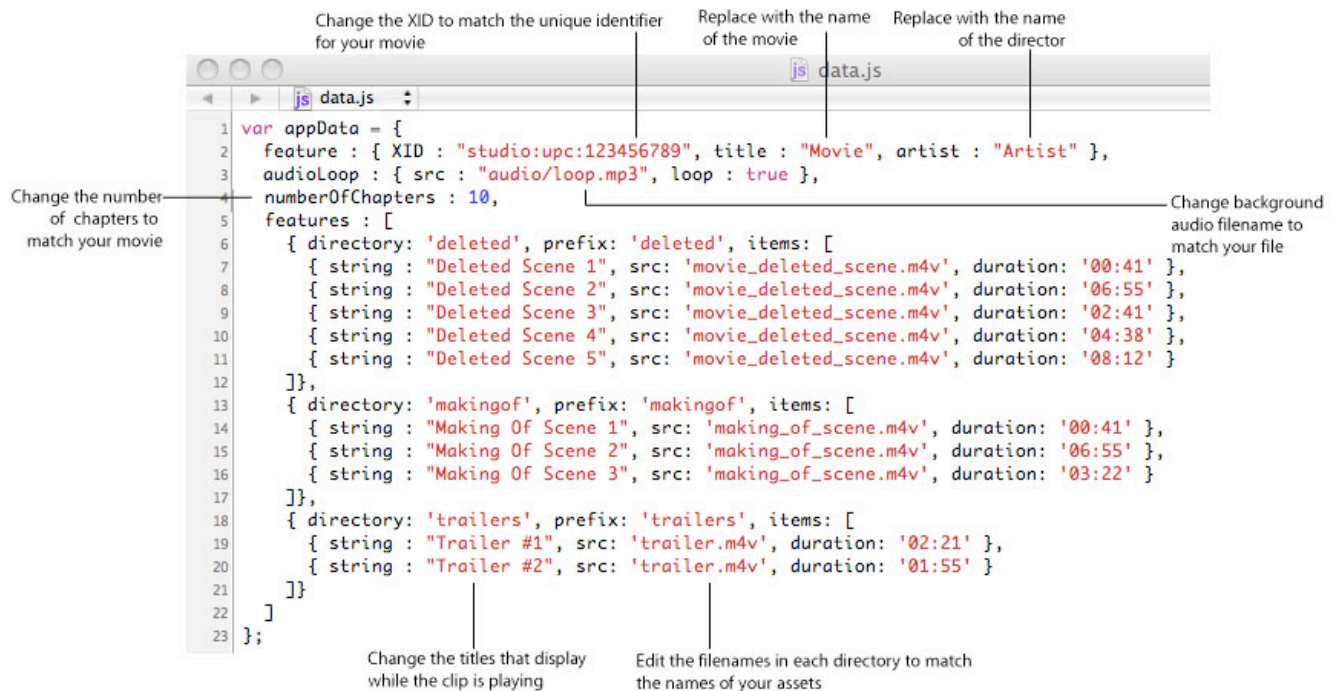 Change the XID to match the unique identifier
for your movie
Replace with the name
of the movie
Replace with the name
of the director
js data.js
js data.js
1 var appData = {
2 feature : { XID : "studio:upc:123456789", title : "Movie", artist : "Artist" },
3 audioLoop : { src : "audio/loop.mp3", loop : true },
4 numberOfChapters : 10,
5 features : [
6 { directory: 'deleted', prefix: 'deleted', items: [
7 { string : "Deleted Scene 1", src: 'movie_deleted_scene.m4v', duration: '00:41' },
8 { string : "Deleted Scene 2", src: 'movie_deleted_scene.m4v', duration: '06:55' },
9 { string : "Deleted Scene 3", src: 'movie_deleted_scene.m4v', duration: '02:41' },
10 { string : "Deleted Scene 4", src: 'movie_deleted_scene.m4v', duration: '04:38' },
11 { string : "Deleted Scene 5", src: 'movie_deleted_scene.m4v', duration: '08:12' }
12 ]},
13 { directory: 'makingof', prefix: 'makingof', items: [
14 { string : "Making Of Scene 1", src: 'making_of_scene.m4v', duration: '00:41' },
15 { string : "Making Of Scene 2", src: 'making_of_scene.m4v', duration: '06:55' },
16 { string : "Making Of Scene 3", src: 'making_of_scene.m4v', duration: '03:22' }
17 ]},
18 { directory: 'trailers', prefix: 'trailers', items: [
19 { string : "Trailer #1", src: 'trailer.m4v', duration: '02:21' },
20 { string : "Trailer #2", src: 'trailer.m4v', duration: '01:55' }
21 ]}
22 ]
23 };
Change the number
of chapters to
match your movie
Change background
audio filename to
match your file
Change the titles that display
while the clip is playing
Edit the filenames in each directory to match
the names of your assets